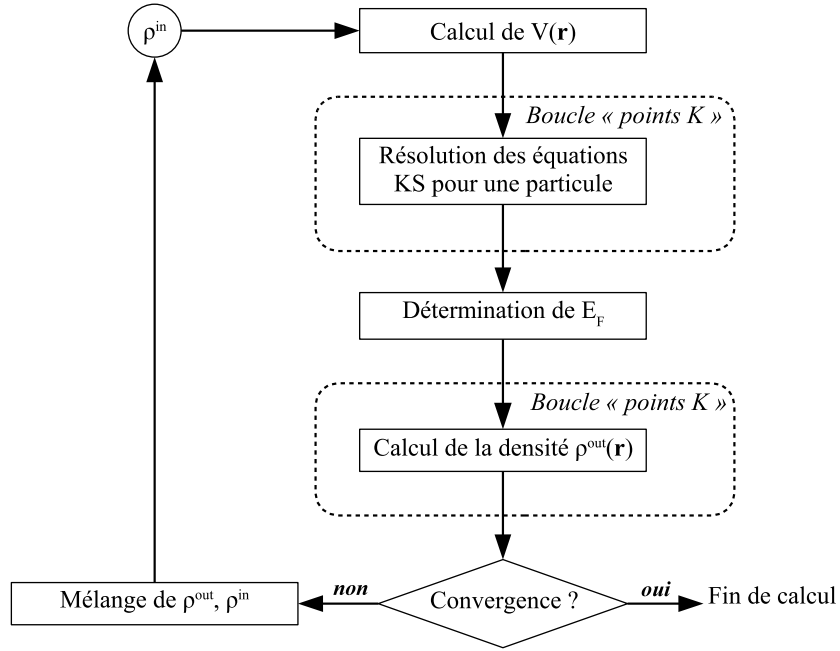 ρⁱⁿ
Calcul de V(r)
Boucle « points K »
Résolution des équations
KS pour une particule
Détermination de E_F
Boucle « points K »
Calcul de la densité ρᵒᵘᵗ(r)
Convergence ?
non
oui
Fin de calcul
Mélange de ρᵒᵘᵗ, ρⁱⁿ